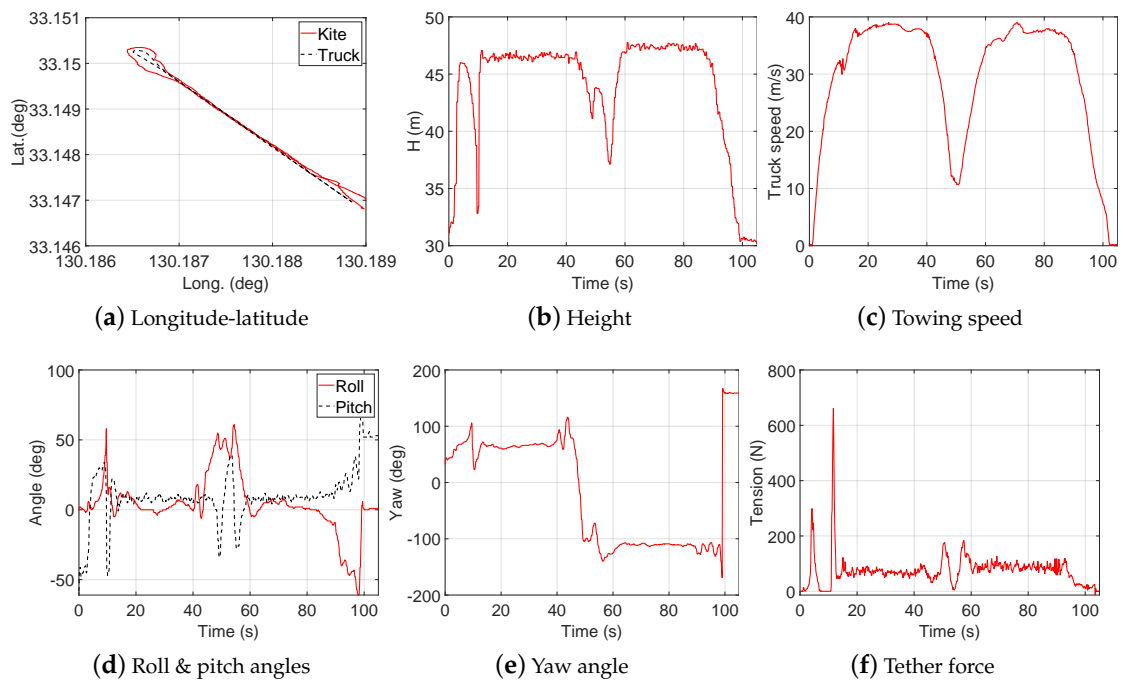 33.151
33.15
33.149
33.148
33.147
33.146
Lat.(deg)
130.186
130.187
130.188
130.189
Long. (deg)
Kite
Truck
(a) Longitude-latitude
50
45
40
35
30
H (m)
0
20
40
60
80
100
Time (s)
(b) Height
40
30
20
10
0
Truck speed (m/s)
0
20
40
60
80
100
Time (s)
(c) Towing speed
100
50
0
-50
Angle (deg)
0
20
40
60
80
100
Time (s)
Roll
Pitch
(d) Roll & pitch angles
200
100
0
-100
-200
Yaw (deg)
0
20
40
60
80
100
Time (s)
(e) Yaw angle
800
600
400
200
0
Tension (N)
0
20
40
60
80
100
Time (s)
(f) Tether force